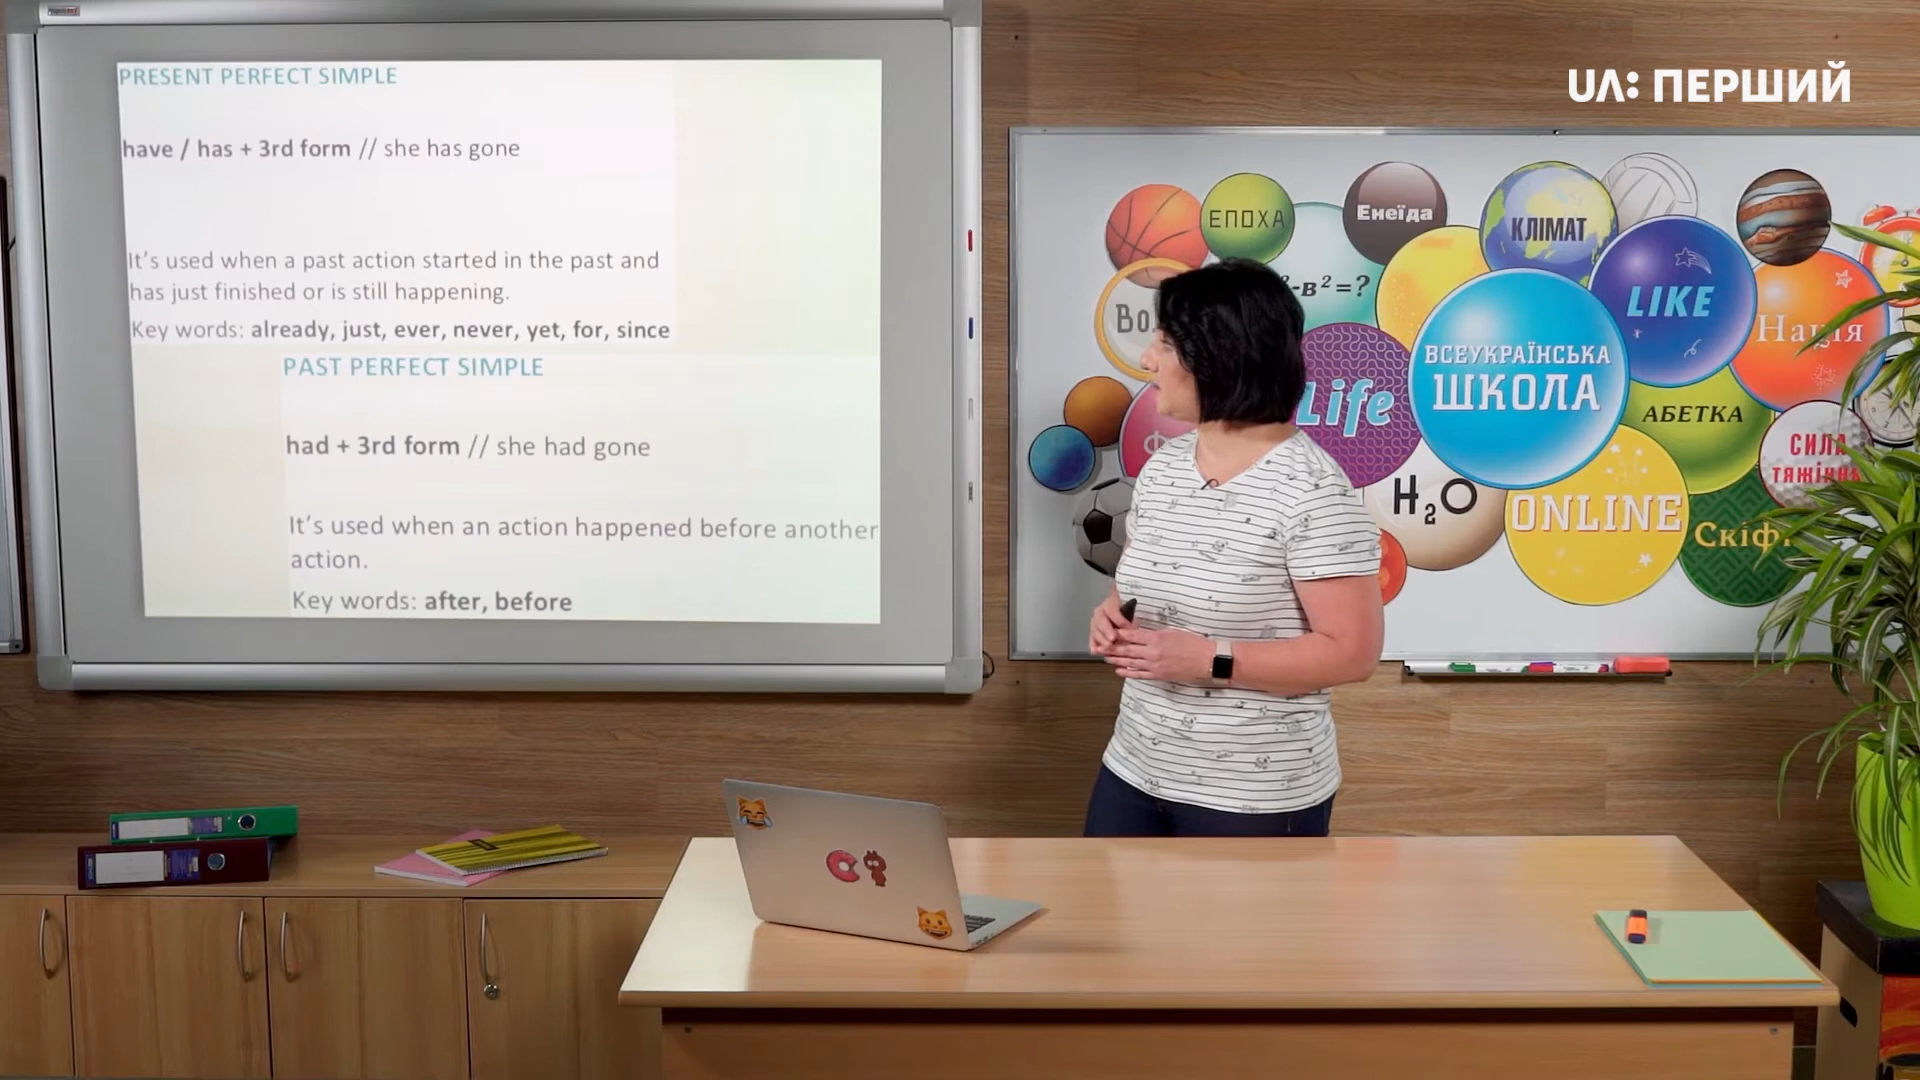 PRESENT PERFECT SIMPLE
have / has + 3rd form // she has gone
It's used when a past action started in the past and
has just finished or is still happening.
Key words: already, just, ever, never, yet, for, since
PAST PERFECT SIMPLE
had + 3rd form // she had gone
It's used when an action happened before another
action.
Key words: after, before
UA: ПЕРШИЙ
ЕПОХА
Енеїда
КЛІМАТ
-в²=?
LIKE
Нація
ВСЕУКРАЇНСЬКА
ШКОЛА
Life
АБЕТКА
СИЛА
H₂O
ONLINE